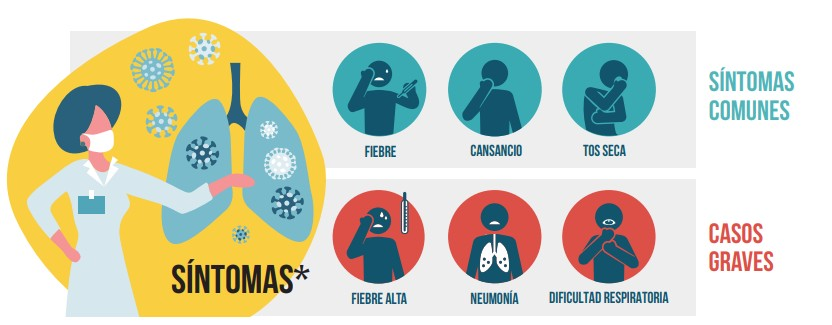 FIEBRE
CANSANCIO
TOS SECA
SÍNTOMAS
COMUNES
SÍNTOMAS*
FIEBRE ALTA
NEUMONÍA
DIFICULTAD RESPIRATORIA
CASOS
GRAVES